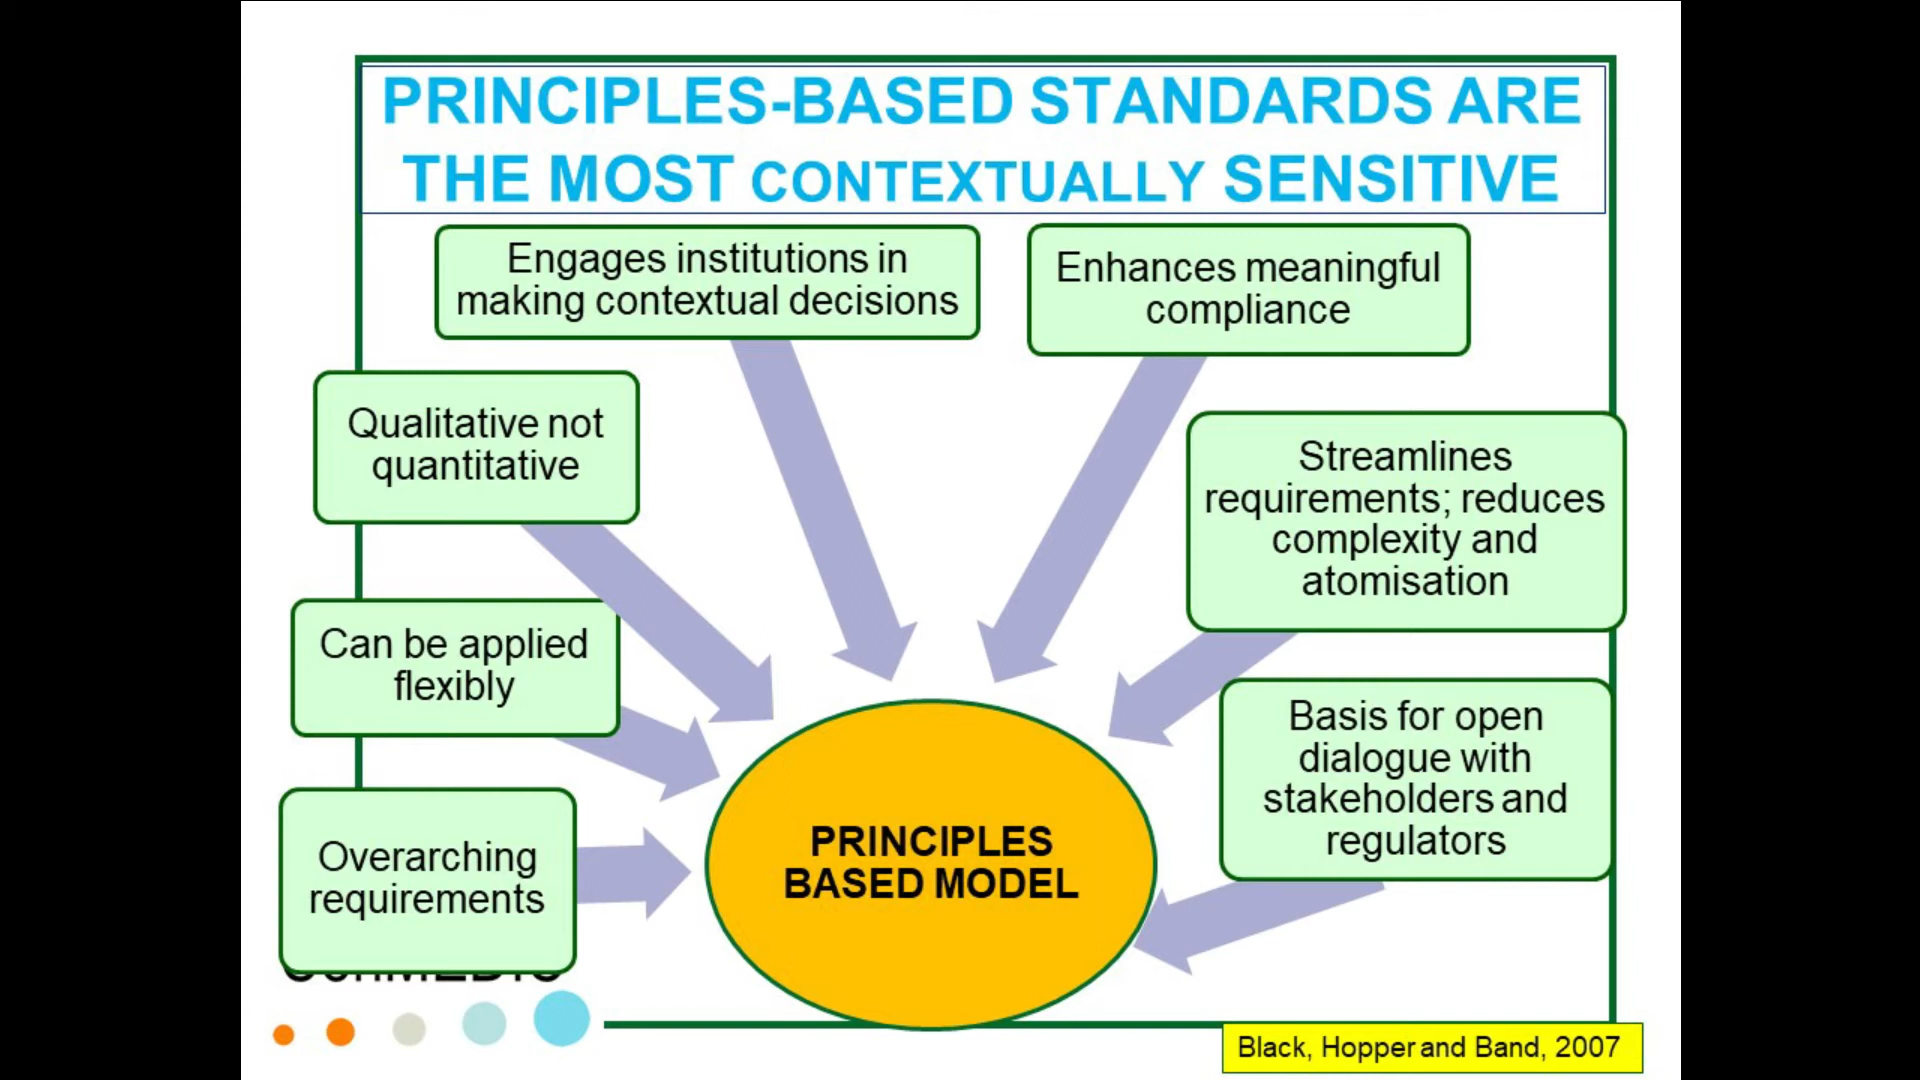 PRINCIPLES-BASED STANDARDS ARE
THE MOST CONTEXTUALLY SENSITIVE
Engages institutions in
making contextual decisions
Enhances meaningful
compliance
Qualitative not
quantitative
Streamlines
requirements; reduces
complexity and
atomisation
Can be applied
flexibly
Basis for open
dialogue with
stakeholders and
regulators
Overarching
requirements
PRINCIPLES
BASED MODEL
Black, Hopper and Band, 2007